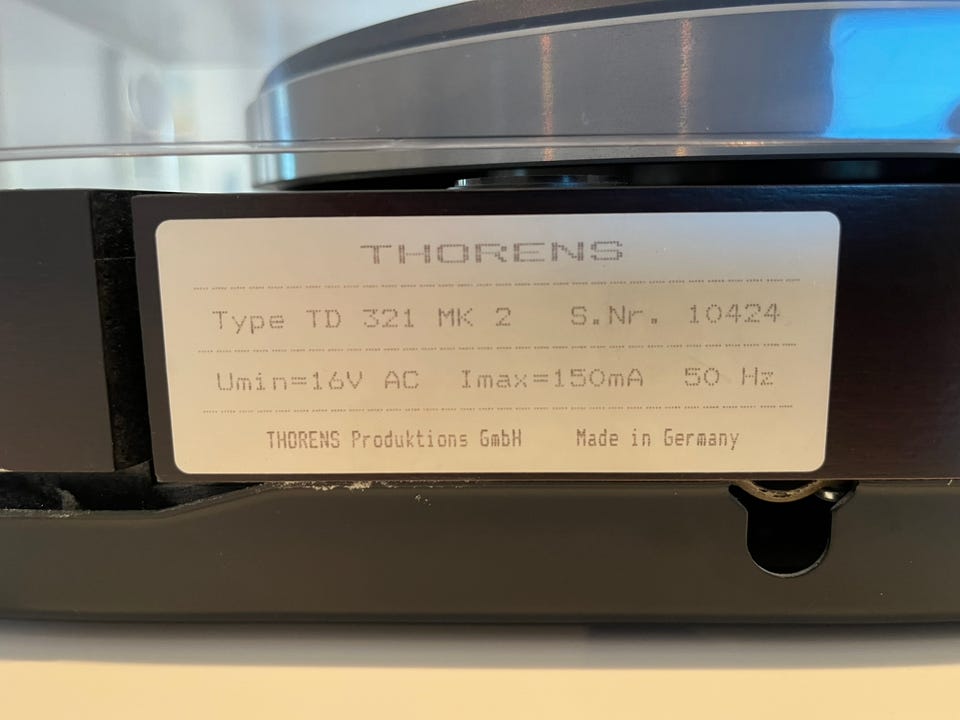 THORENS
Type TD 321 MK 2 S.Nr. 10424
Umin=16V AC Imax=150mA 50 Hz
THORENS Produktions GmbH Made in Germany